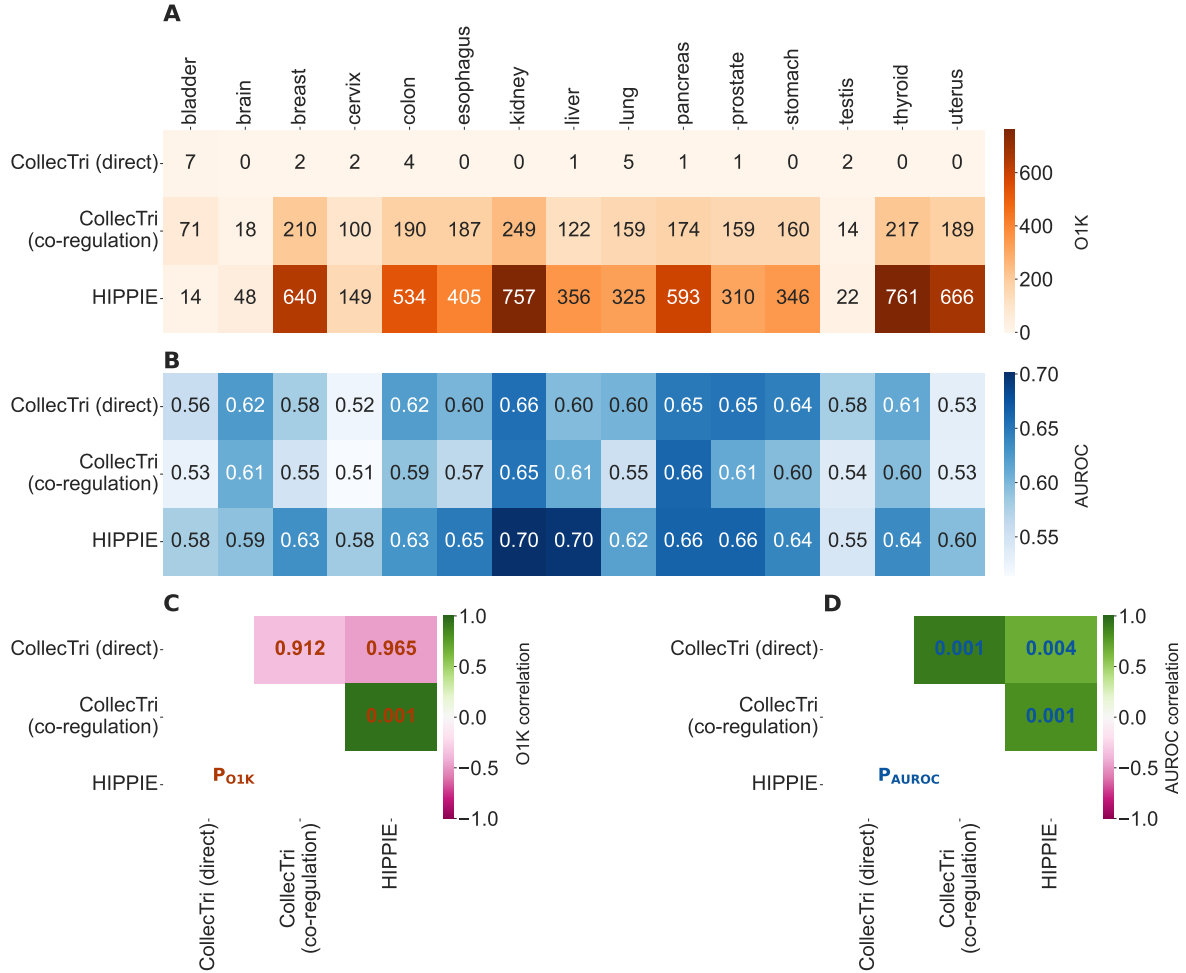 A
bladder brain breast cervix colon esophagus kidney liver lung pancreas prostate stomach testis thyroid uterus
CollecTri (direct) 7 0 2 2 4 0 0 1 5 1 1 0 2 0 0
CollecTri
(co-regulation) 71 18 210 100 190 187 249 122 159 174 159 160 14 217 189
HIPPIE 14 48 640 149 534 405 757 356 325 593 310 346 22 761 666
600
400
200
0
O1K
B
CollecTri (direct) 0.56 0.62 0.58 0.52 0.62 0.60 0.66 0.60 0.60 0.65 0.65 0.64 0.58 0.61 0.53
CollecTri
(co-regulation) 0.53 0.61 0.55 0.51 0.59 0.57 0.65 0.61 0.55 0.66 0.61 0.60 0.54 0.60 0.53
HIPPIE 0.58 0.59 0.63 0.58 0.63 0.65 0.70 0.70 0.62 0.66 0.66 0.64 0.55 0.64 0.60
0.70
0.65
0.60
0.55
AUROC
C
CollecTri (direct) 0.912 0.965
CollecTri
(co-regulation) 0.001
HIPPIE
P_O1K
CollecTri (direct)
CollecTri
(co-regulation)
HIPPIE
1.0
0.5
0.0
−0.5
−1.0
O1K correlation
D
CollecTri (direct) 0.001 0.004
CollecTri
(co-regulation) 0.001
HIPPIE
P_AUROC
CollecTri (direct)
CollecTri
(co-regulation)
HIPPIE
1.0
0.5
0.0
−0.5
−1.0
AUROC correlation